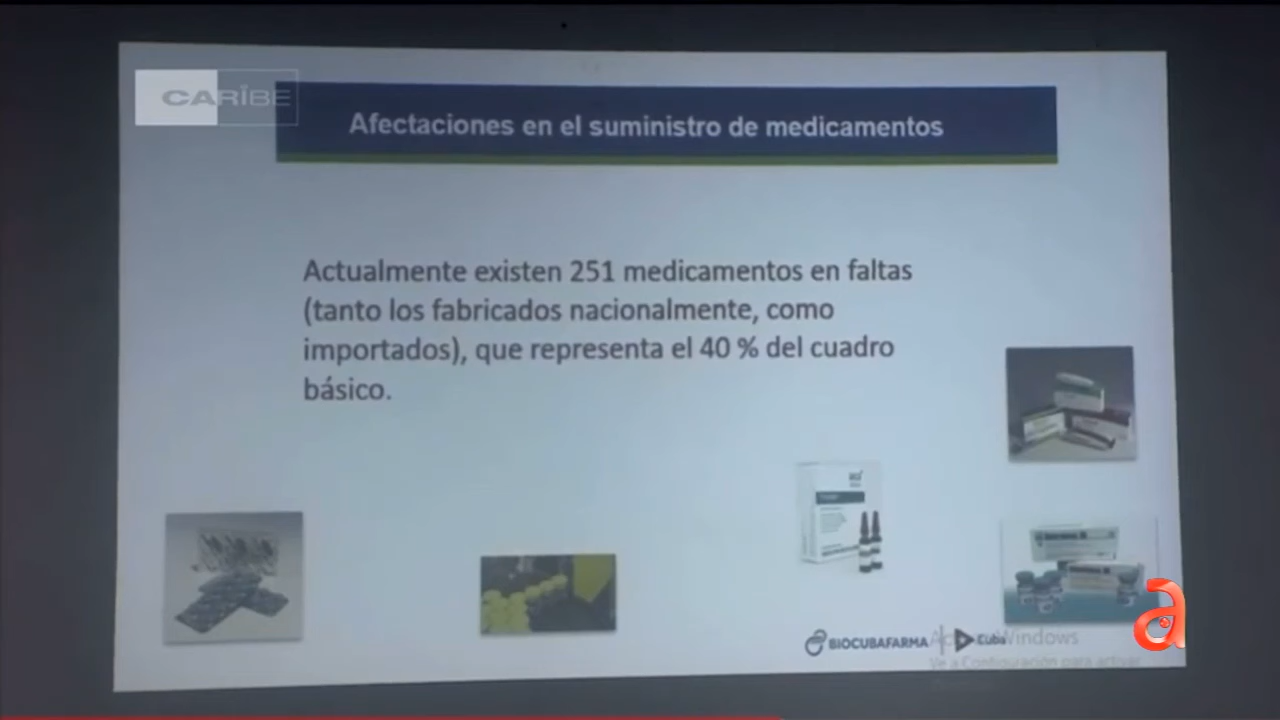 CARIBE
Afectaciones en el suministro de medicamentos
Actualmente existen 251 medicamentos en faltas
(tanto los fabricados nacionalmente, como
importados), que representa el 40 % del cuadro
básico.
BIOCUBAFARMA
Cuba
Windows
Ve a Configuración para activar
a